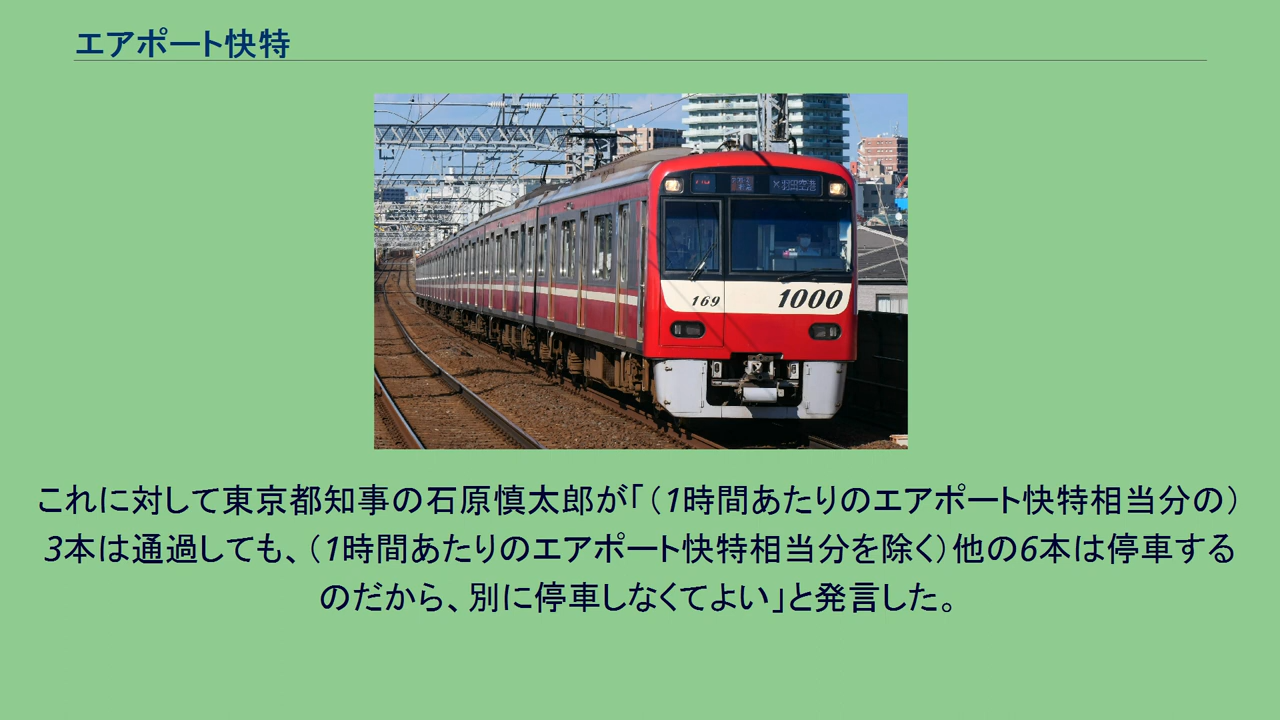 エアポート快特
羽田空港
169
1000
これに対して東京都知事の石原慎太郎が「（1時間あたりのエアポート快特相当分の）
3本は通過しても、（1時間あたりのエアポート快特相当分を除く）他の6本は停車する
のだから、別に停車しなくてよい」と発言した。